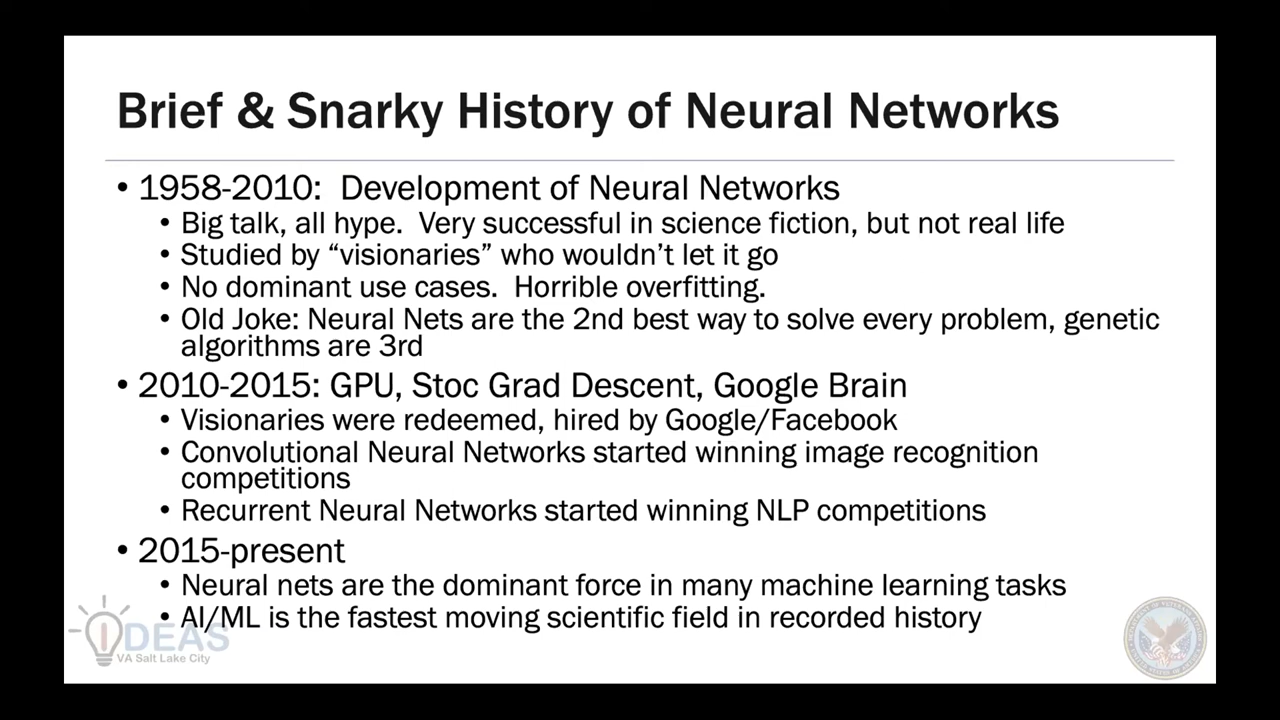 Brief & Snarky History of Neural Networks
• 1958-2010:  Development of Neural Networks
• Big talk, all hype.  Very successful in science fiction, but not real life
• Studied by “visionaries” who wouldn’t let it go
• No dominant use cases.  Horrible overfitting.
• Old Joke: Neural Nets are the 2nd best way to solve every problem, genetic
algorithms are 3rd
• 2010-2015: GPU, Stoc Grad Descent, Google Brain
• Visionaries were redeemed, hired by Google/Facebook
• Convolutional Neural Networks started winning image recognition
competitions
• Recurrent Neural Networks started winning NLP competitions
• 2015-present
• Neural nets are the dominant force in many machine learning tasks
• AI/ML is the fastest moving scientific field in recorded history
IDEAS
VA Salt Lake City